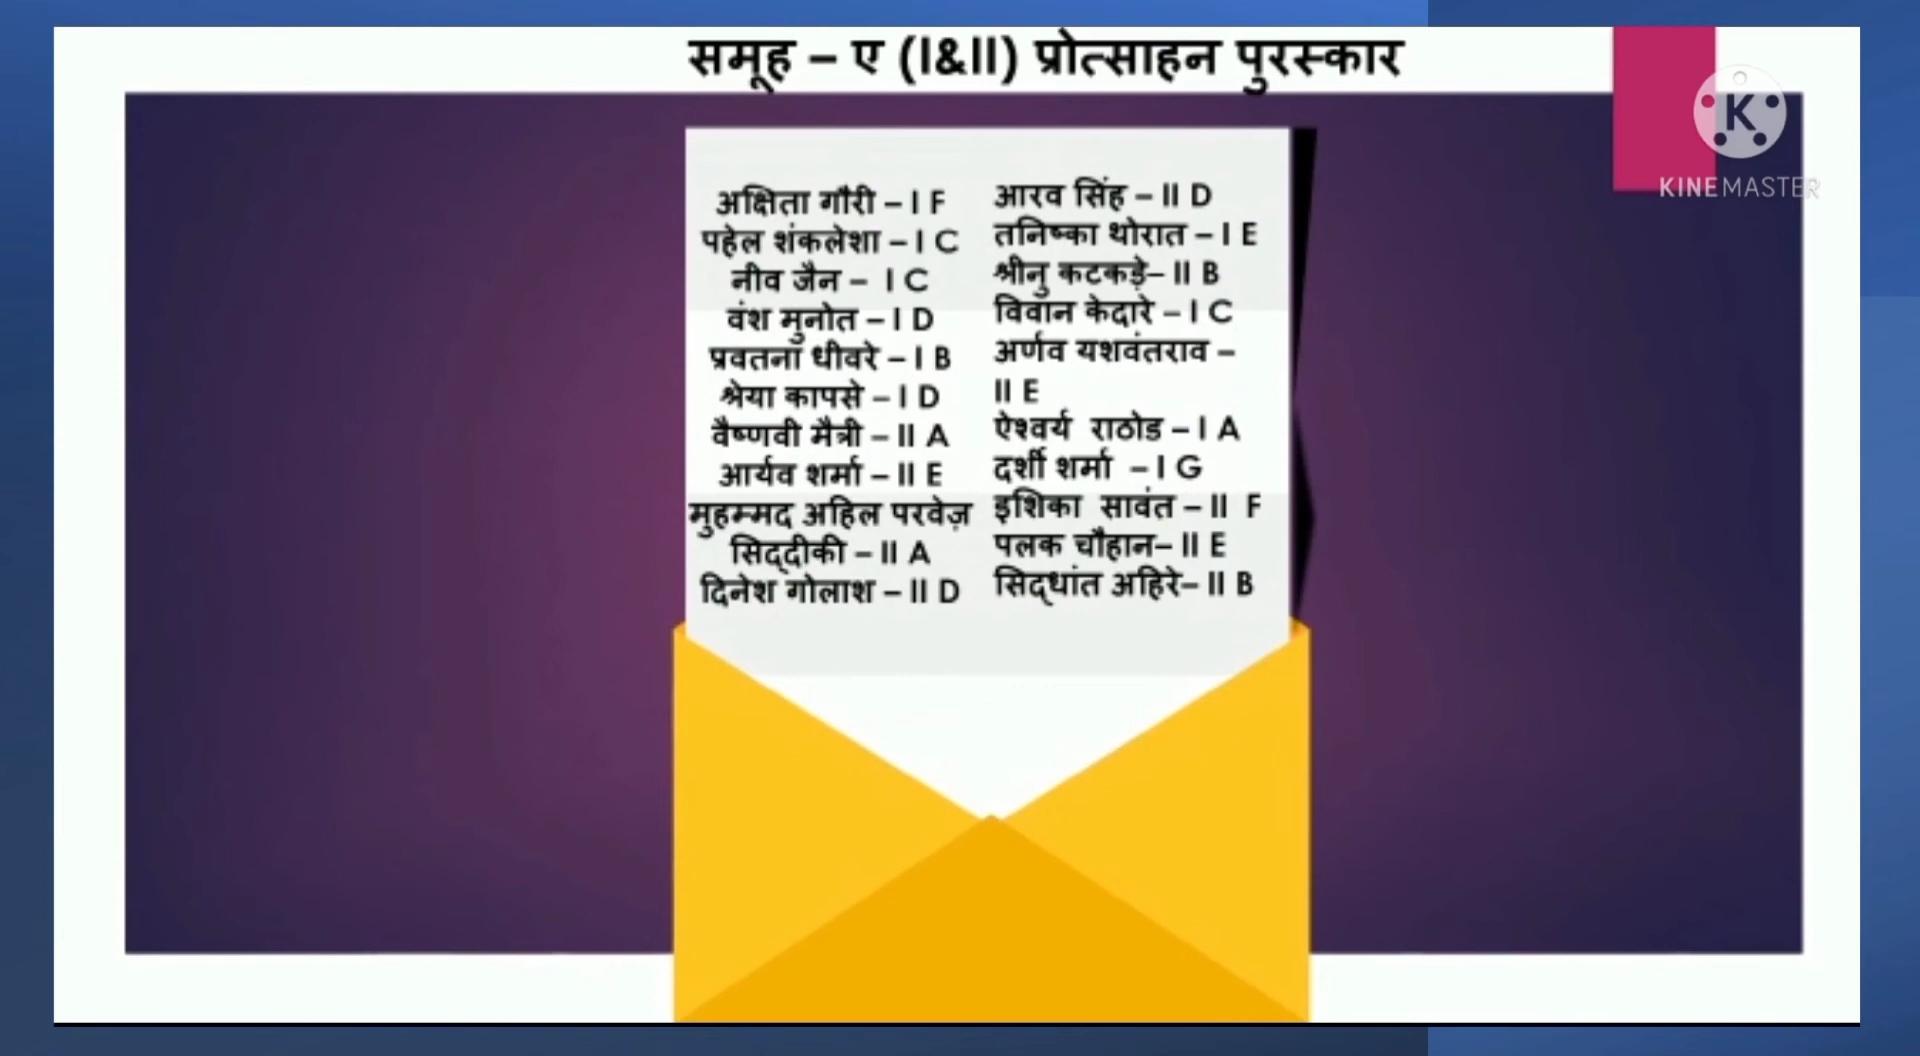 समूह – ए (I&II) प्रोत्साहन पुरस्कार
अक्षिता गौरी – I F
पहेल शंकलेशा – I C
नीव जैन – I C
वंश मुनोत – I D
प्रवतना धीवरे – I B
श्रेया कापसे – I D
वैष्णवी मैत्री – II A
आर्यव शर्मा – II E
मुहम्मद अहिल परवेज़
सिद्दीकी – II A
दिनेश गोलाश – II D
आरव सिंह – II D
तनिष्का थोरात – I E
श्रीनु कटकड़े– II B
विवान केदारे – I C
अर्णव यशवंतराव –
II E
ऐश्वर्य राठोड – I A
दर्शी शर्मा – I G
इशिका सावंत – II F
पलक चौहान– II E
सिद्धांत अहिरे– II B
K
KINEMASTER